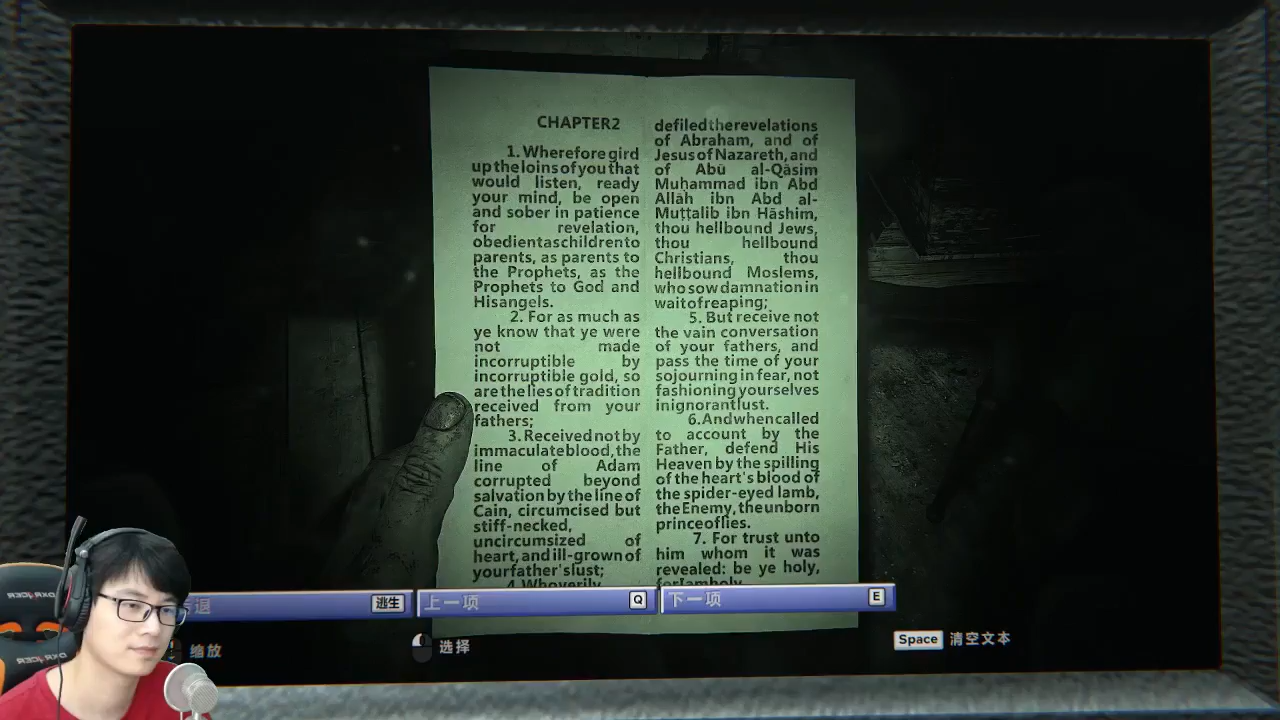 CHAPTER2
1. Wherefore gird
up the loins of you that
would listen, ready
your mind, be open
and sober in patience
for revelation,
obedient as children to
parents, as parents to
the Prophets, as the
Prophets to God and
His angels.
2. For as much as
ye know that ye were
not made
incorruptible by
incorruptible gold, so
are the lies of tradition
received from your
fathers;
3. Received not by
immaculate blood, the
line of Adam
corrupted beyond
salvation by the line of
Cain, circumcised but
stiff-necked,
uncircumsized of
heart, and ill-grown of
your father's lust;
4. Who verily
defiled the revelations
of Abraham, and of
Jesus of Nazareth, and
of Abū al-Qāsim
Muḥammad ibn Abd
Allāh ibn Abd al-
Muṭṭalib ibn Hāshim,
thou hellbound Jews,
thou hellbound
Christians, thou
hellbound Moslems,
who sow damnation in
wait of reaping;
5. But receive not
the vain conversation
of your fathers, and
pass the time of your
sojourning in fear, not
fashioning yourselves
in ignorant lust.
6. And when called
to account by the
Father, defend His
Heaven by the spilling
of the heart's blood of
the spider-eyed lamb,
the Enemy, the unborn
prince of lies.
7. For trust unto
him whom it was
revealed: be ye holy,
for I am holy
退 逃生
上一项 Q
下一项 E
缩放
选择
Space 清空文本
DXRACER